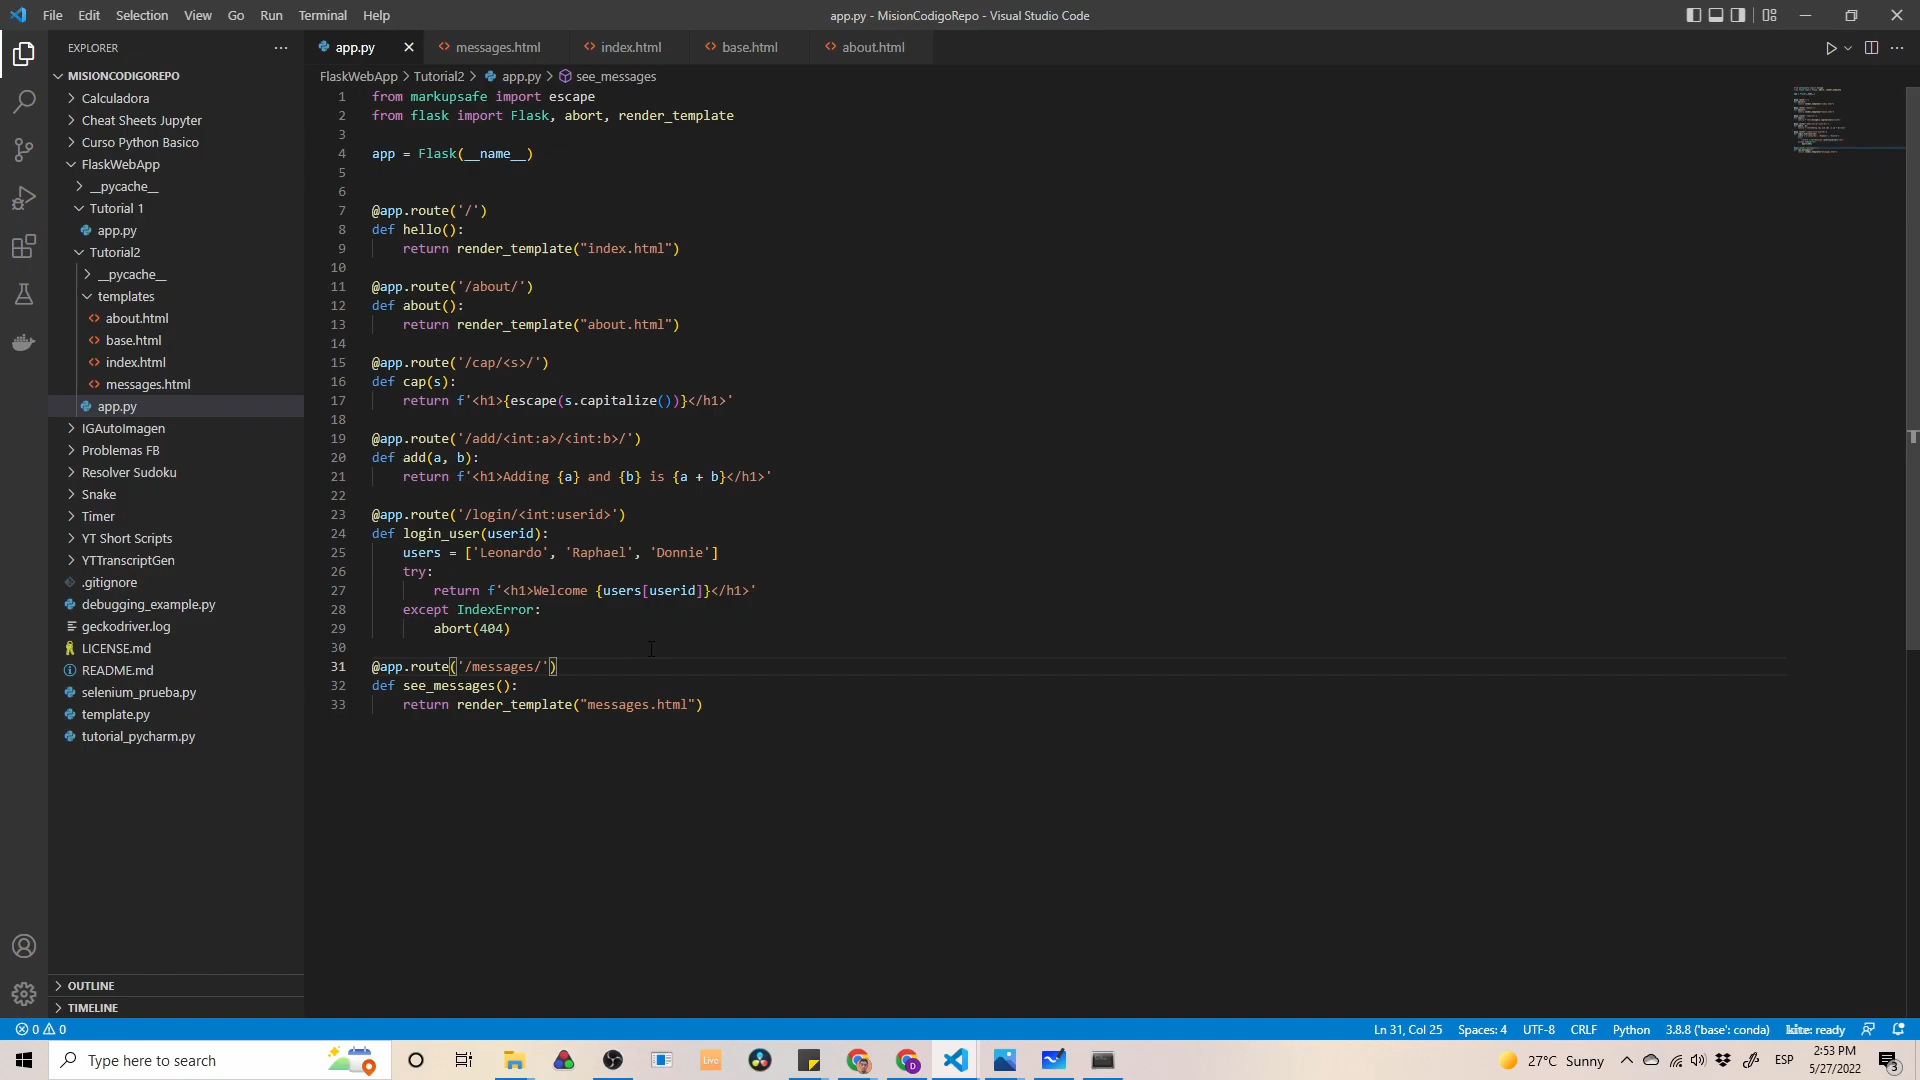 File Edit Selection View Go Run Terminal Help
app.py - MisionCodigoRepo - Visual Studio Code
EXPLORER
MISIONCODIGOREPO
Calculadora
Cheat Sheets Jupyter
Curso Python Basico
FlaskWebApp
__pycache__
Tutorial 1
app.py
Tutorial2
__pycache__
templates
about.html
base.html
index.html
messages.html
app.py
IGAutoImagen
Problemas FB
Resolver Sudoku
Snake
Timer
YT Short Scripts
YTTranscriptGen
.gitignore
debugging_example.py
geckodriver.log
LICENSE.md
README.md
selenium_prueba.py
template.py
tutorial_pycharm.py
OUTLINE
TIMELINE
app.py messages.html index.html base.html about.html
FlaskWebApp > Tutorial2 > app.py > see_messages
1 from markupsafe import escape
2 from flask import Flask, abort, render_template
3
4 app = Flask(__name__)
5
6
7 @app.route('/')
8 def hello():
9 return render_template("index.html")
10
11 @app.route('/about/')
12 def about():
13 return render_template("about.html")
14
15 @app.route('/cap/<s>/')
16 def cap(s):
17 return f'<h1>{escape(s.capitalize())}</h1>'
18
19 @app.route('/add/<int:a>/<int:b>/')
20 def add(a, b):
21 return f'<h1>Adding {a} and {b} is {a + b}</h1>'
22
23 @app.route('/login/<int:userid>')
24 def login_user(userid):
25 users = ['Leonardo', 'Raphael', 'Donnie']
26 try:
27 return f'<h1>Welcome {users[userid]}</h1>'
28 except IndexError:
29 abort(404)
30
31 @app.route('/messages/')
32 def see_messages():
33 return render_template("messages.html")
0 0
Ln 31, Col 25 Spaces: 4 UTF-8 CRLF Python 3.8.8 ('base': conda) kite: ready
Type here to search
27°C Sunny
ESP
2:53 PM
5/27/2022
3